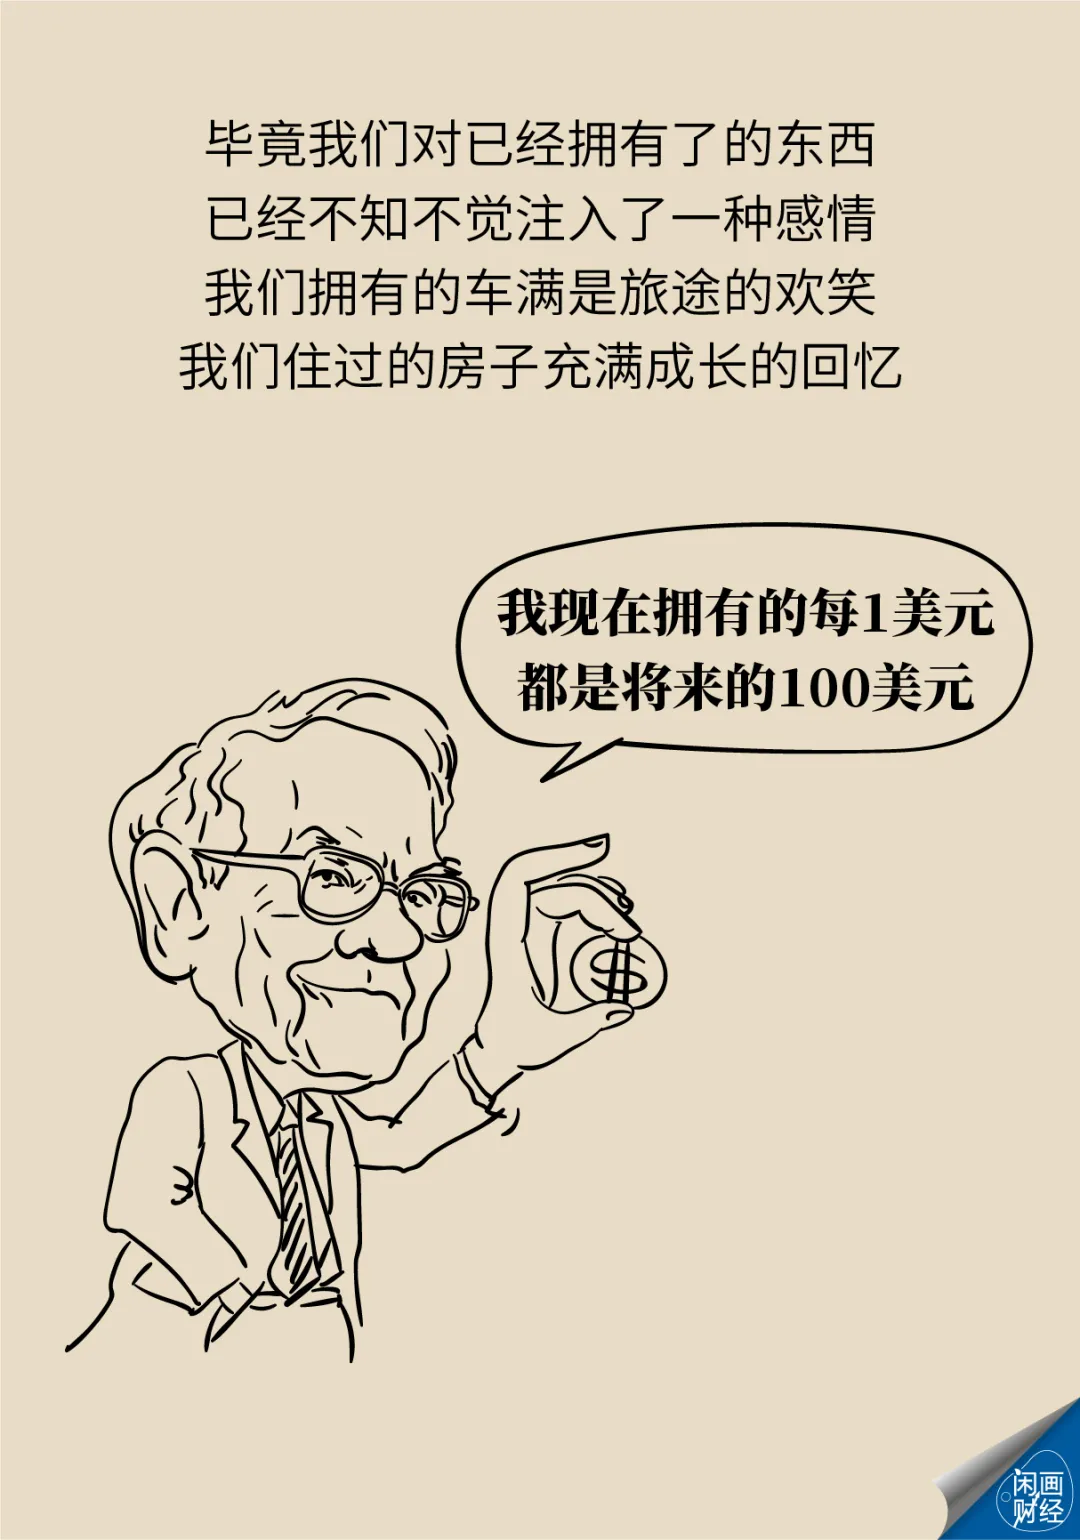 毕竟我们对已经拥有了的东西
已经不知不觉注入了一种感情
我们拥有的车满是旅途的欢笑
我们住过的房子充满成长的回忆
我现在拥有的每1美元
都是将来的100美元
$
闲画
财经